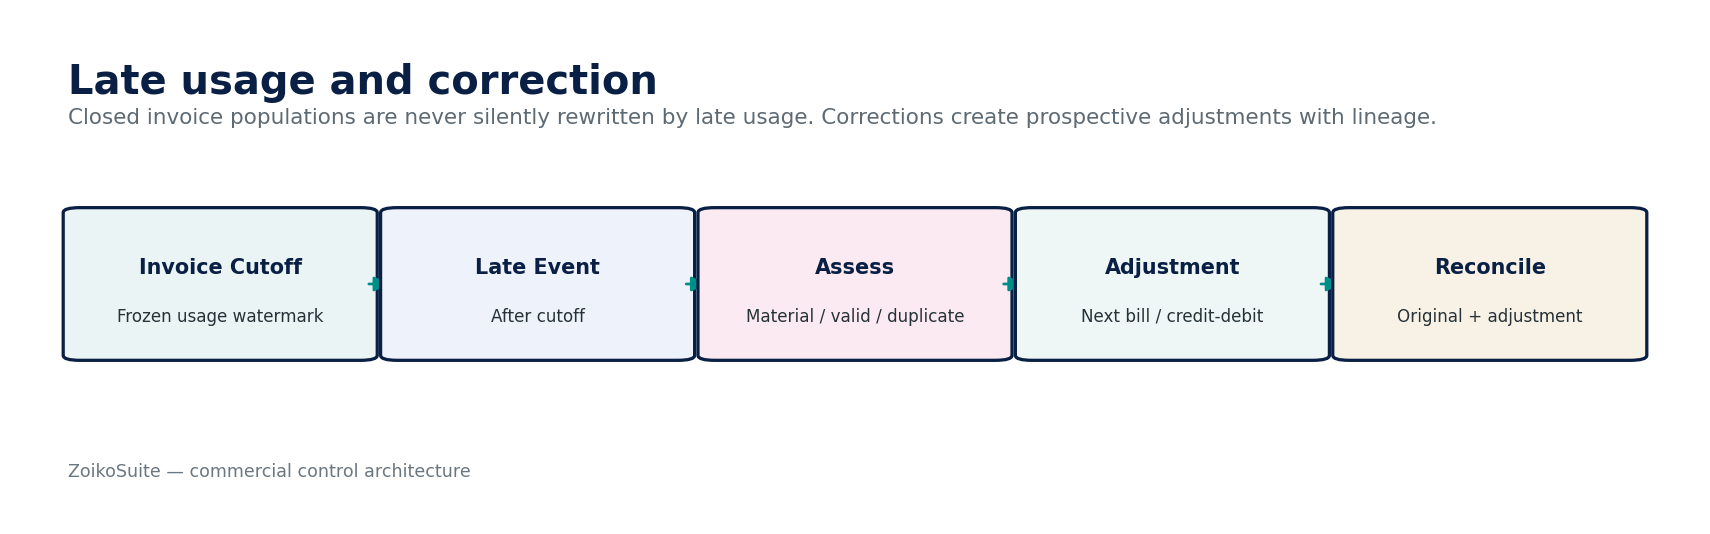 Late usage and correction
Closed invoice populations are never silently rewritten by late usage. Corrections create prospective adjustments with lineage.
Invoice Cutoff
Frozen usage watermark
Late Event
After cutoff
Assess
Material / valid / duplicate
Adjustment
Next bill / credit-debit
Reconcile
Original + adjustment
ZoikoSuite — commercial control architecture